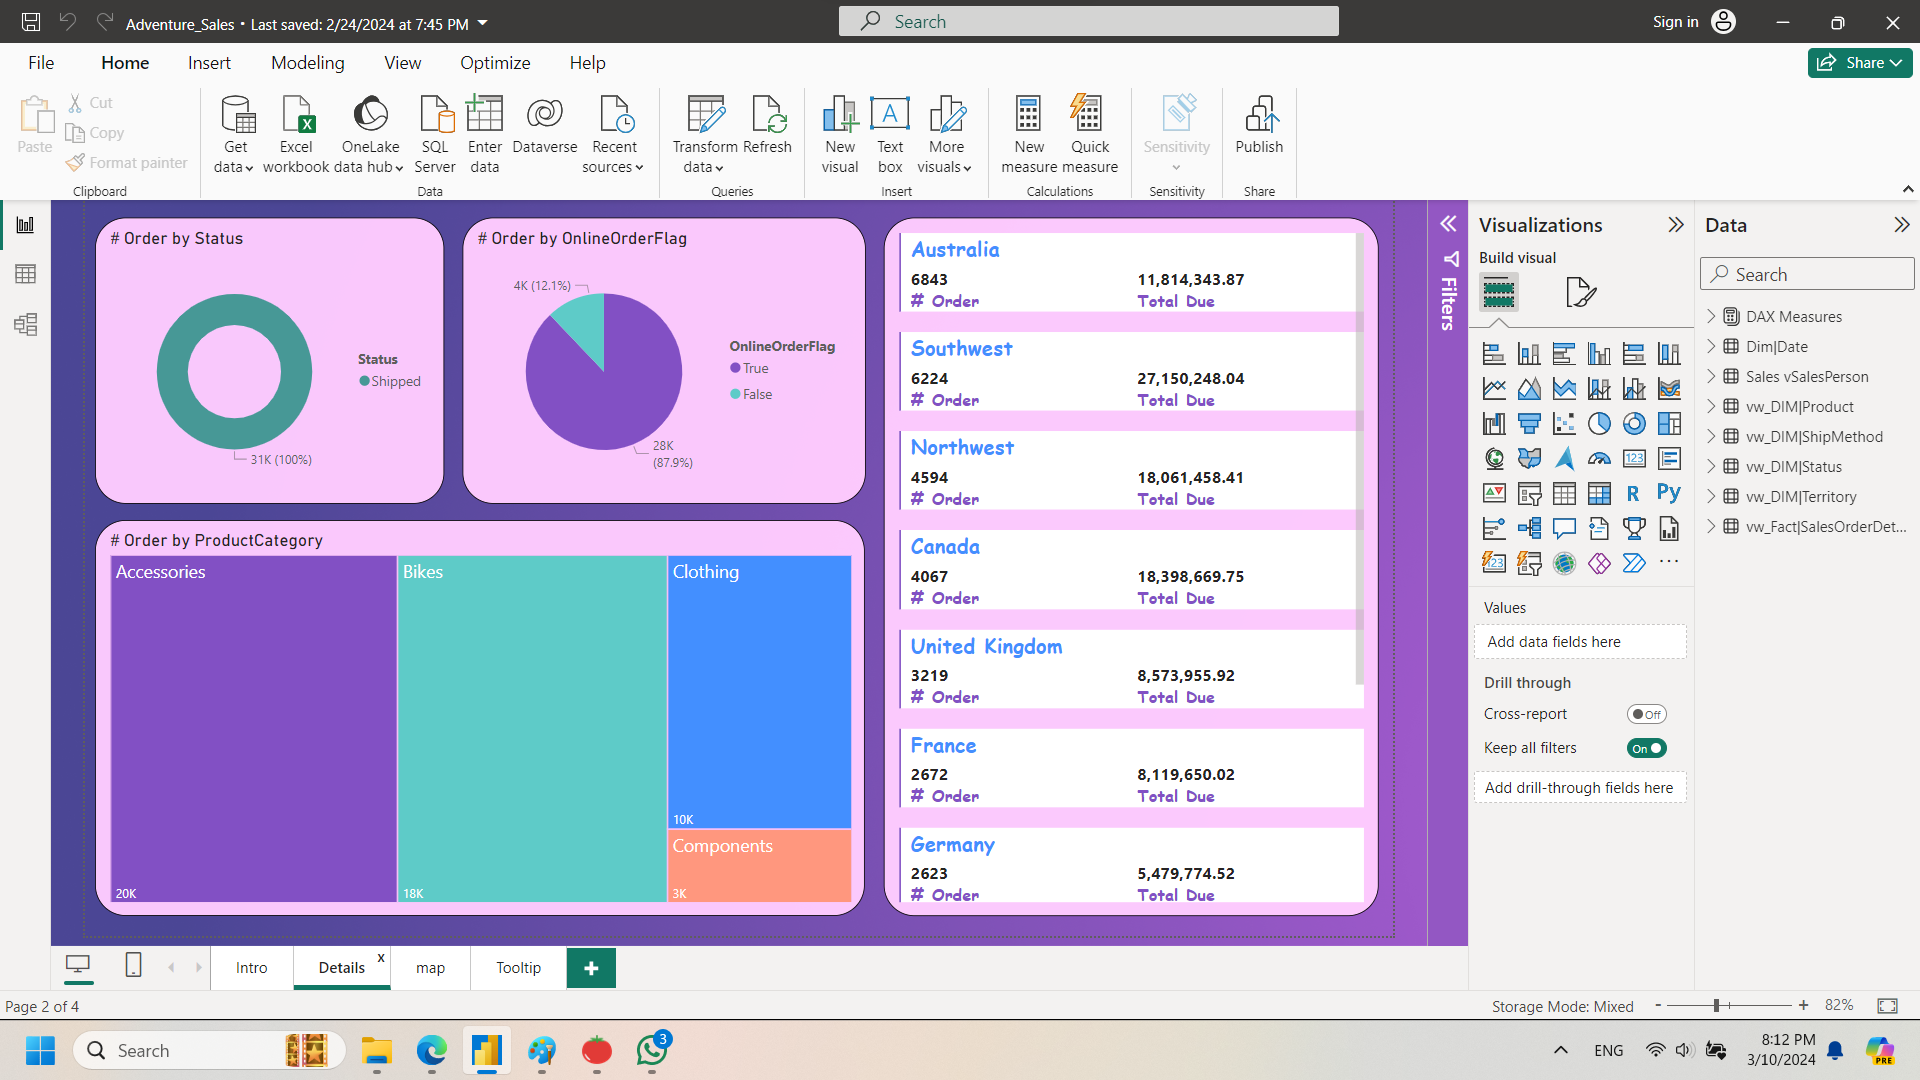 Adventure_Sales • Last saved: 2/24/2024 at 7:45 PM
Search
Sign in
File
Home
Insert
Modeling
View
Optimize
Help
Share
Paste
Cut
Copy
Format painter
Clipboard
Get data
Excel workbook
OneLake data hub
SQL Server
Enter data
Dataverse
Recent sources
Data
Transform data
Refresh
Queries
New visual
Text box
More visuals
Insert
New measure
Quick measure
Calculations
Sensitivity
Sensitivity
Publish
Share
# Order by Status
Status
Shipped
31K (100%)
# Order by OnlineOrderFlag
4K (12.1%)
OnlineOrderFlag
True
False
28K
(87.9%)
# Order by ProductCategory
Accessories
20K
Bikes
18K
Clothing
10K
Components
3K
Australia
6843 11,814,343.87
# Order Total Due
Southwest
6224 27,150,248.04
# Order Total Due
Northwest
4594 18,061,458.41
# Order Total Due
Canada
4067 18,398,669.75
# Order Total Due
United Kingdom
3219 8,573,955.92
# Order Total Due
France
2672 8,119,650.02
# Order Total Due
Germany
2623 5,479,774.52
# Order Total Due
Filters
Visualizations
Build visual
123
R
Py
123
Values
Add data fields here
Drill through
Cross-report
Off
Keep all filters
On
Add drill-through fields here
Data
Search
DAX Measures
Dim|Date
Sales vSalesPerson
vw_DIM|Product
vw_DIM|ShipMethod
vw_DIM|Status
vw_DIM|Territory
vw_Fact|SalesOrderDet...
Intro
Details
x
map
Tooltip
+
Page 2 of 4
Storage Mode: Mixed
- + 82%
Search
3
ENG
8:12 PM
3/10/2024
PRE